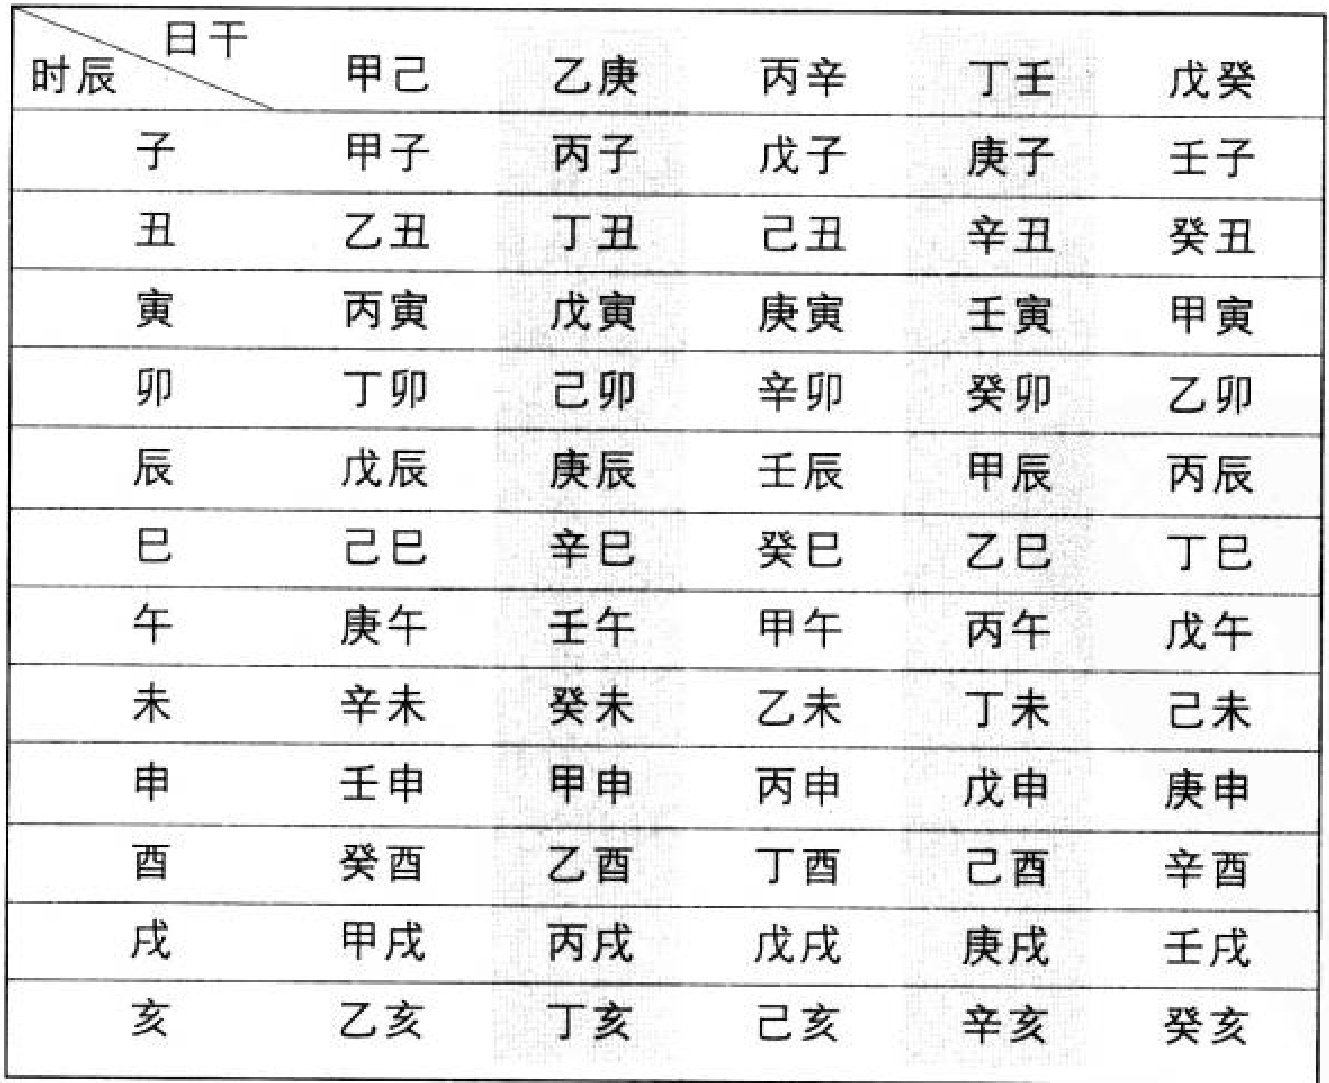 日干
时辰 甲己 乙庚 丙辛 丁壬 戊癸
子 甲子 丙子 戊子 庚子 壬子
丑 乙丑 丁丑 己丑 辛丑 癸丑
寅 丙寅 戊寅 庚寅 壬寅 甲寅
卯 丁卯 己卯 辛卯 癸卯 乙卯
辰 戊辰 庚辰 壬辰 甲辰 丙辰
巳 己巳 辛巳 癸巳 乙巳 丁巳
午 庚午 壬午 甲午 丙午 戊午
未 辛未 癸未 乙未 丁未 己未
申 壬申 甲申 丙申 戊申 庚申
酉 癸酉 乙酉 丁酉 己酉 辛酉
戌 甲戌 丙戌 戊戌 庚戌 壬戌
亥 乙亥 丁亥 己亥 辛亥 癸亥